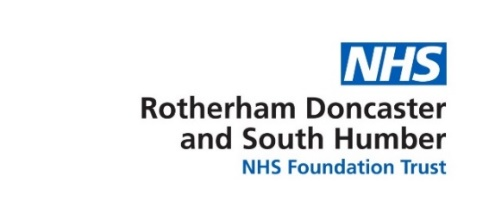 NHS
Rotherham Doncaster
and South Humber
NHS Foundation Trust